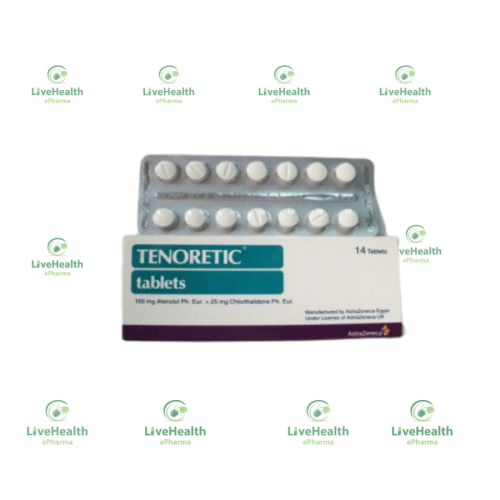 LiveHealth
ePharma
LiveHealth
ePharma
LiveHealth
ePharma
LiveHealth
ePharma
TENORETIC®
tablets
14 Tablets
100 mg Atenolol Ph. Eur. + 25 mg Chlorthalidone Ph. Eur.
Manufactured by AstraZeneca Egypt
Under License of AstraZeneca UK
AstraZeneca
LiveHealth
ePharma
LiveHealth
ePharma
LiveHealth
ePharma
LiveHealth
ePharma
LiveHealth
ePharma
LiveHealth
ePharma